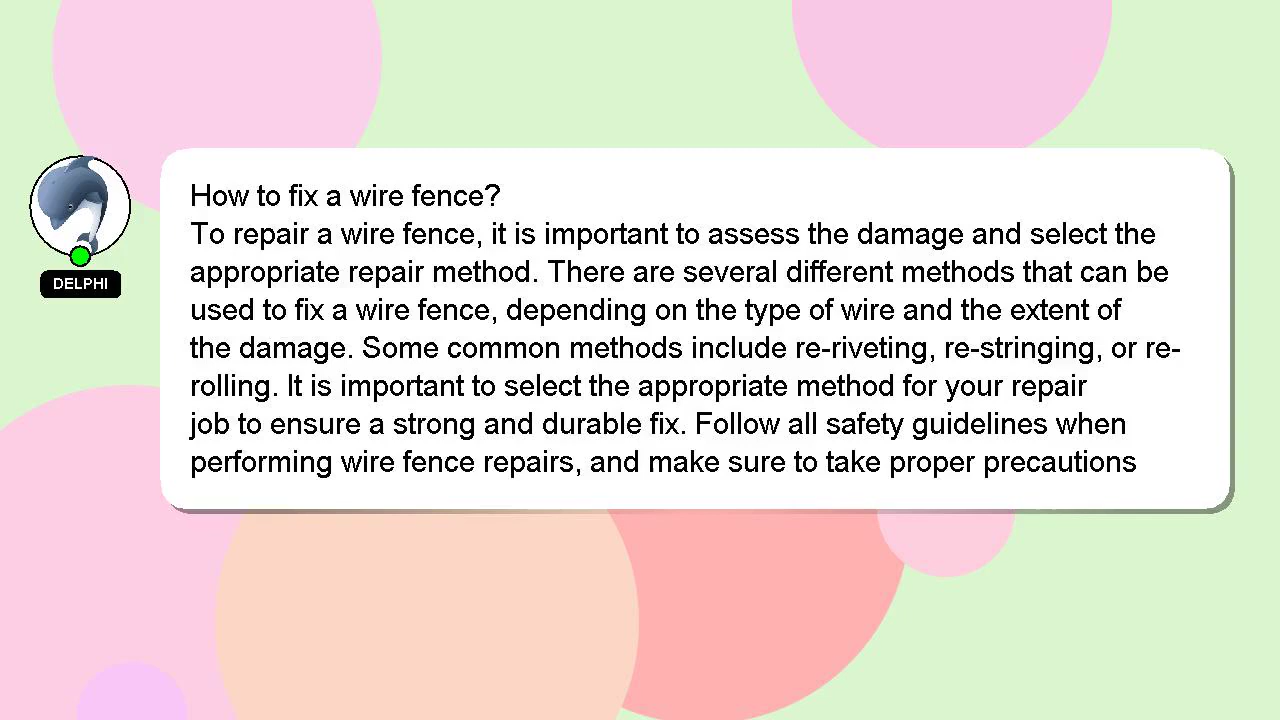 How to fix a wire fence?
To repair a wire fence, it is important to assess the damage and select the
appropriate repair method. There are several different methods that can be
used to fix a wire fence, depending on the type of wire and the extent of
the damage. Some common methods include re-riveting, re-stringing, or re-
rolling. It is important to select the appropriate method for your repair
job to ensure a strong and durable fix. Follow all safety guidelines when
performing wire fence repairs, and make sure to take proper precautions
DELPHI